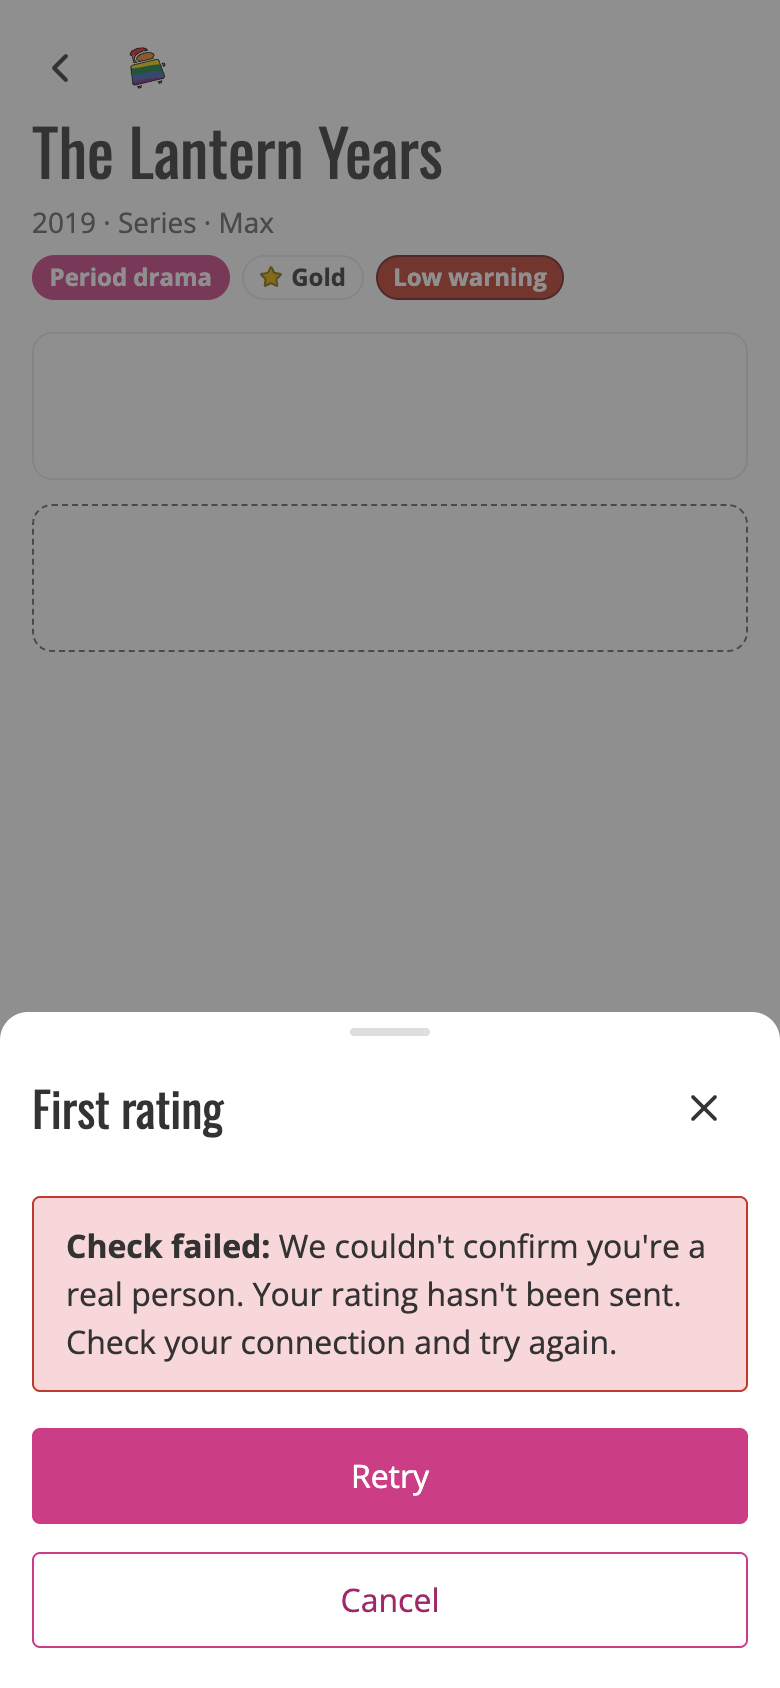 The Lantern Years
2019 · Series · Max
Period drama
Gold
Low warning
First rating
Check failed: We couldn't confirm you're a
real person. Your rating hasn't been sent.
Check your connection and try again.
Retry
Cancel